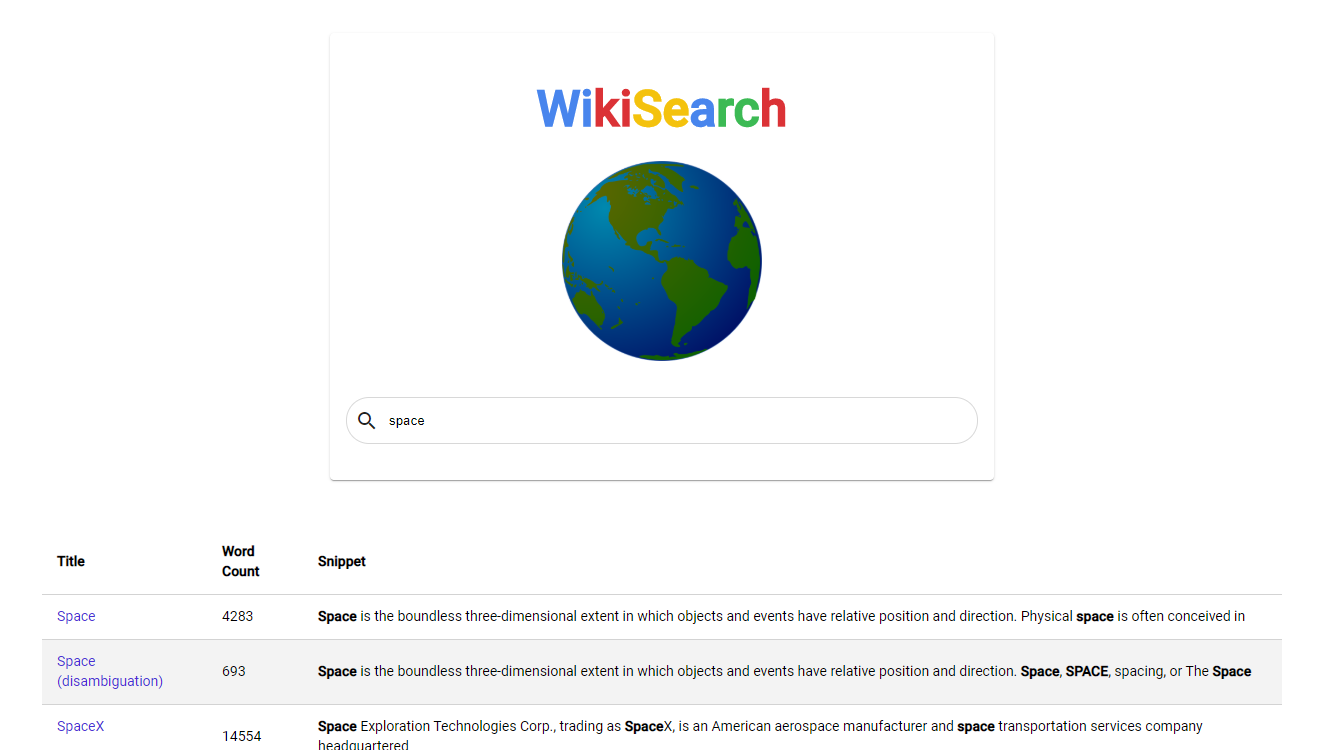 WikiSearch
space
Title Word Count Snippet
Space 4283 Space is the boundless three-dimensional extent in which objects and events have relative position and direction. Physical space is often conceived in
Space (disambiguation) 693 Space is the boundless three-dimensional extent in which objects and events have relative position and direction. Space, SPACE, spacing, or The Space
SpaceX 14554 Space Exploration Technologies Corp., trading as SpaceX, is an American aerospace manufacturer and space transportation services company
headquartered